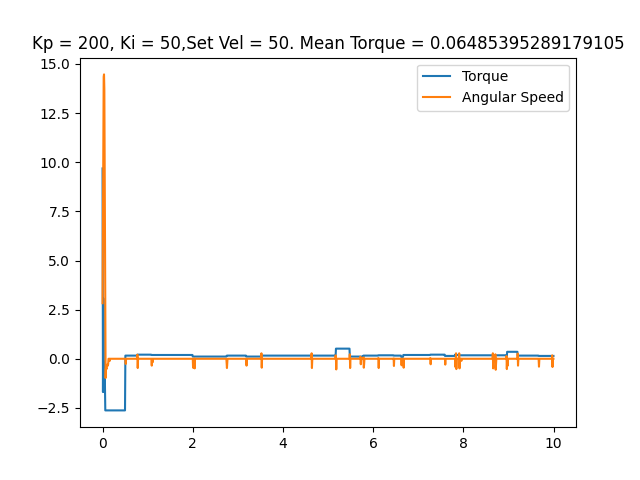 Kp = 200, Ki = 50,Set Vel = 50. Mean Torque = 0.06485395289179105
15.0
12.5
10.0
7.5
5.0
2.5
0.0
−2.5
Torque
Angular Speed
0 2 4 6 8 10